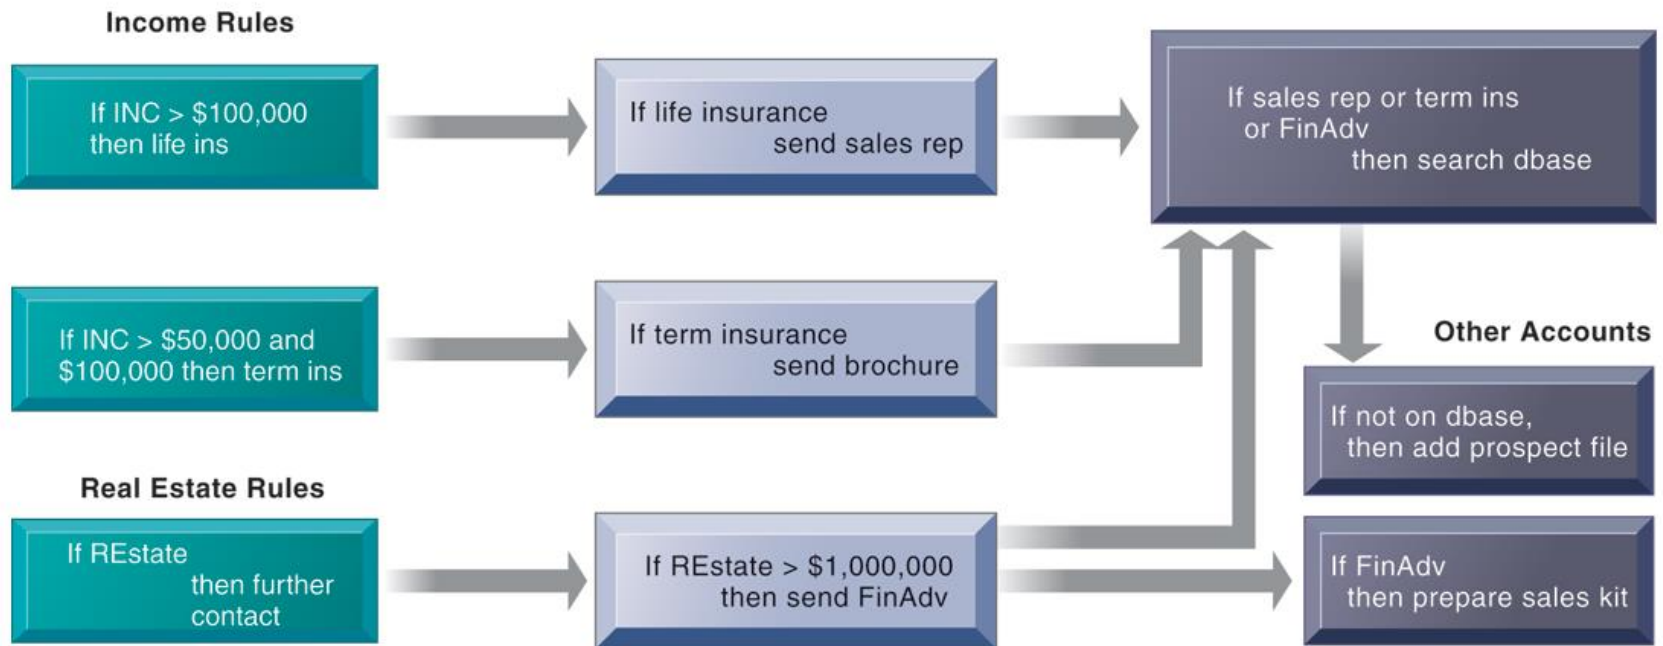 Income Rules
If INC > $100,000
then life ins
If life insurance
send sales rep
If sales rep or term ins
or FinAdv
then search dbase
If INC > $50,000 and
$100,000 then term ins
If term insurance
send brochure
Other Accounts
If not on dbase,
then add prospect file
Real Estate Rules
If REstate
then further
contact
If REstate > $1,000,000
then send FinAdv
If FinAdv
then prepare sales kit